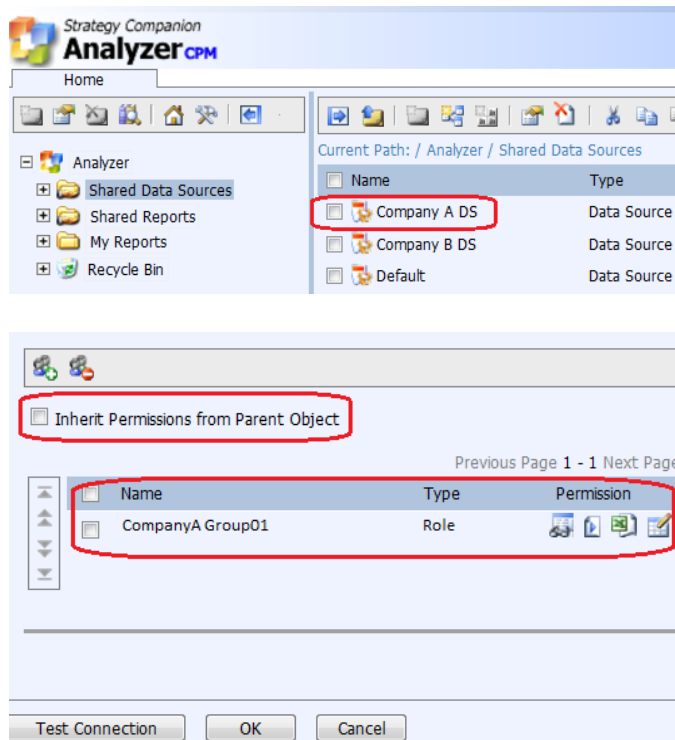 Strategy Companion
Analyzer CPM
Home
Analyzer
Shared Data Sources
Shared Reports
My Reports
Recycle Bin
Current Path: / Analyzer / Shared Data Sources
Name Type
Company A DS Data Source
Company B DS Data Source
Default Data Source
Inherit Permissions from Parent Object
Previous Page 1 - 1 Next Page
Name Type Permission
CompanyA Group01 Role
Test Connection OK Cancel